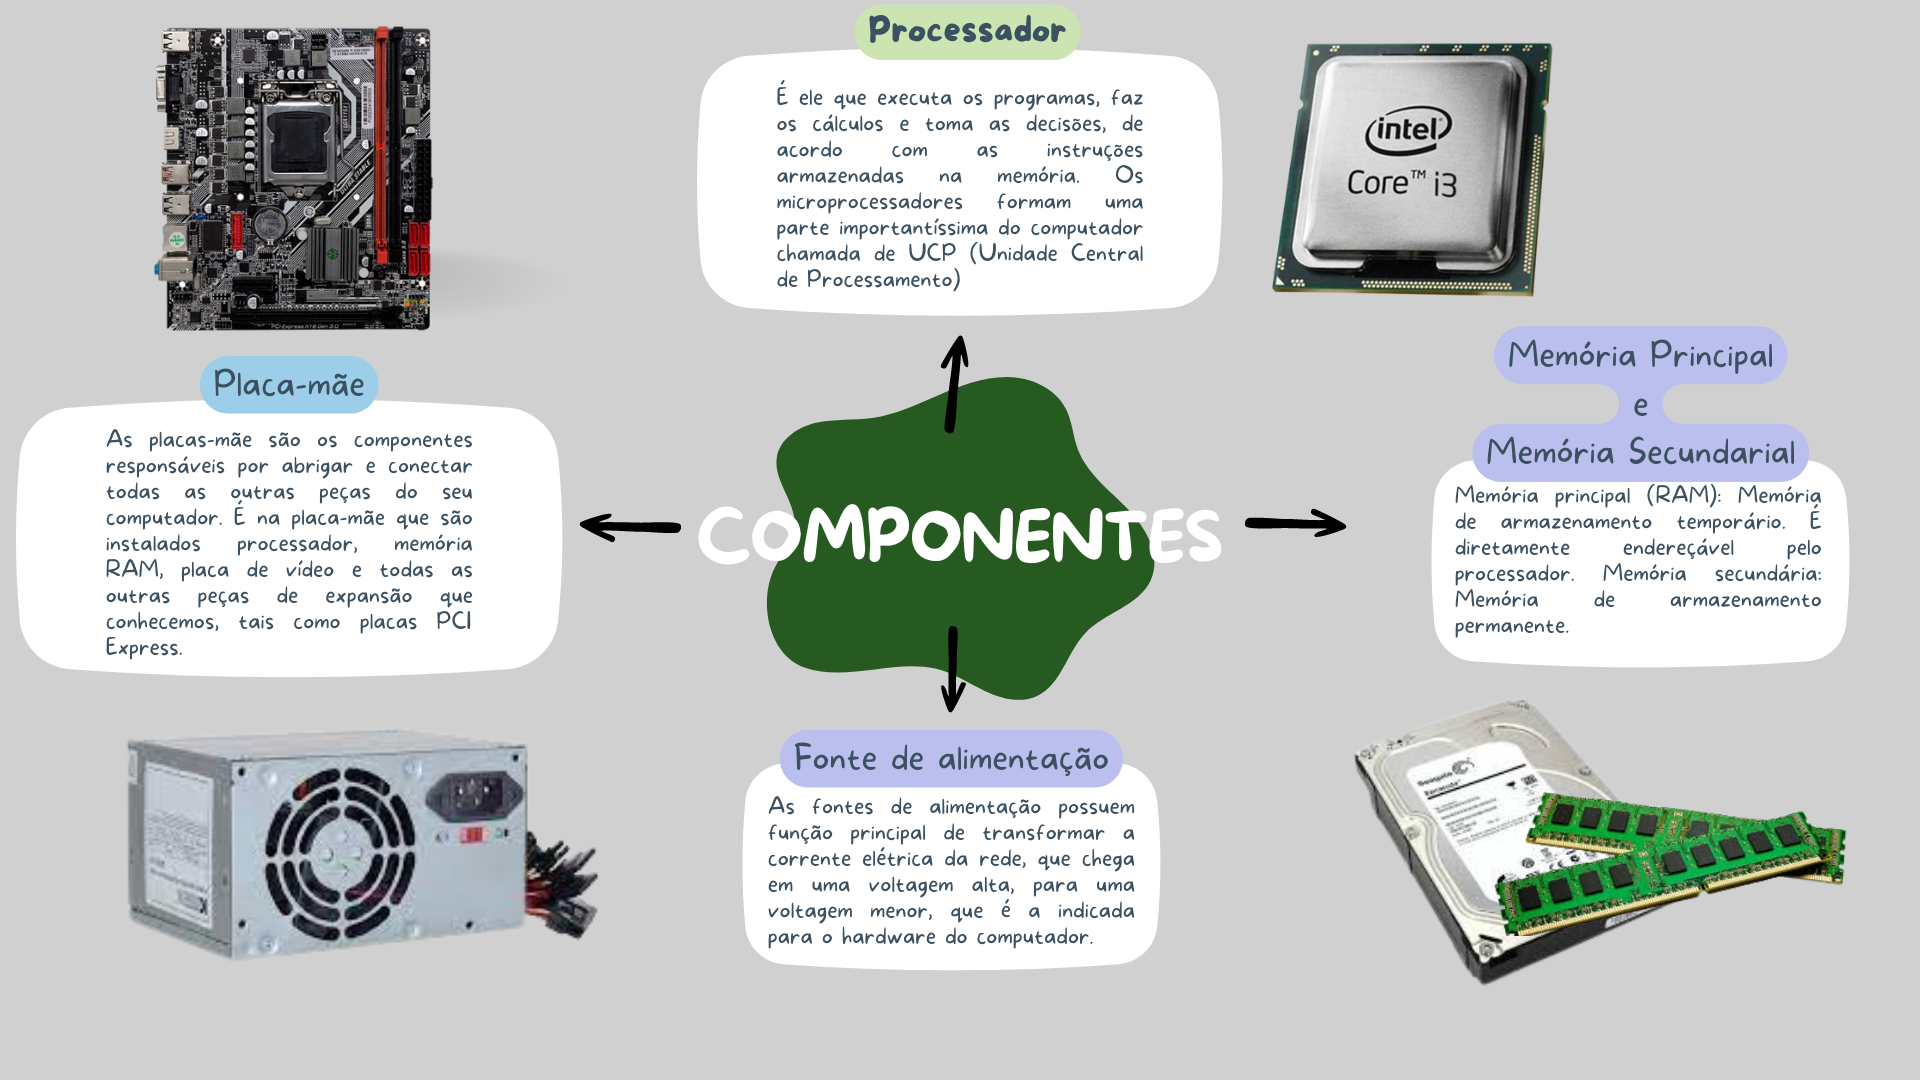 Processador
É ele que executa os programas, faz
os cálculos e toma as decisões, de
acordo com as instruções
armazenadas na memória. Os
microprocessadores formam uma
parte importantíssima do computador
chamada de UCP (Unidade Central
de Processamento)
intel
Core™ i3
Placa-mãe
As placas-mãe são os componentes
responsáveis por abrigar e conectar
todas as outras peças do seu
computador. É na placa-mãe que são
instalados processador, memória
RAM, placa de vídeo e todas as
outras peças de expansão que
conhecemos, tais como placas PCI
Express.
COMPONENTES
Memória Principal
e
Memória Secundarial
Memória principal (RAM): Memória
de armazenamento temporário. É
diretamente endereçável pelo
processador. Memória secundária:
Memória de armazenamento
permanente.
Fonte de alimentação
As fontes de alimentação possuem
função principal de transformar a
corrente elétrica da rede, que chega
em uma voltagem alta, para uma
voltagem menor, que é a indicada
para o hardware do computador.
Seagate
Barracuda